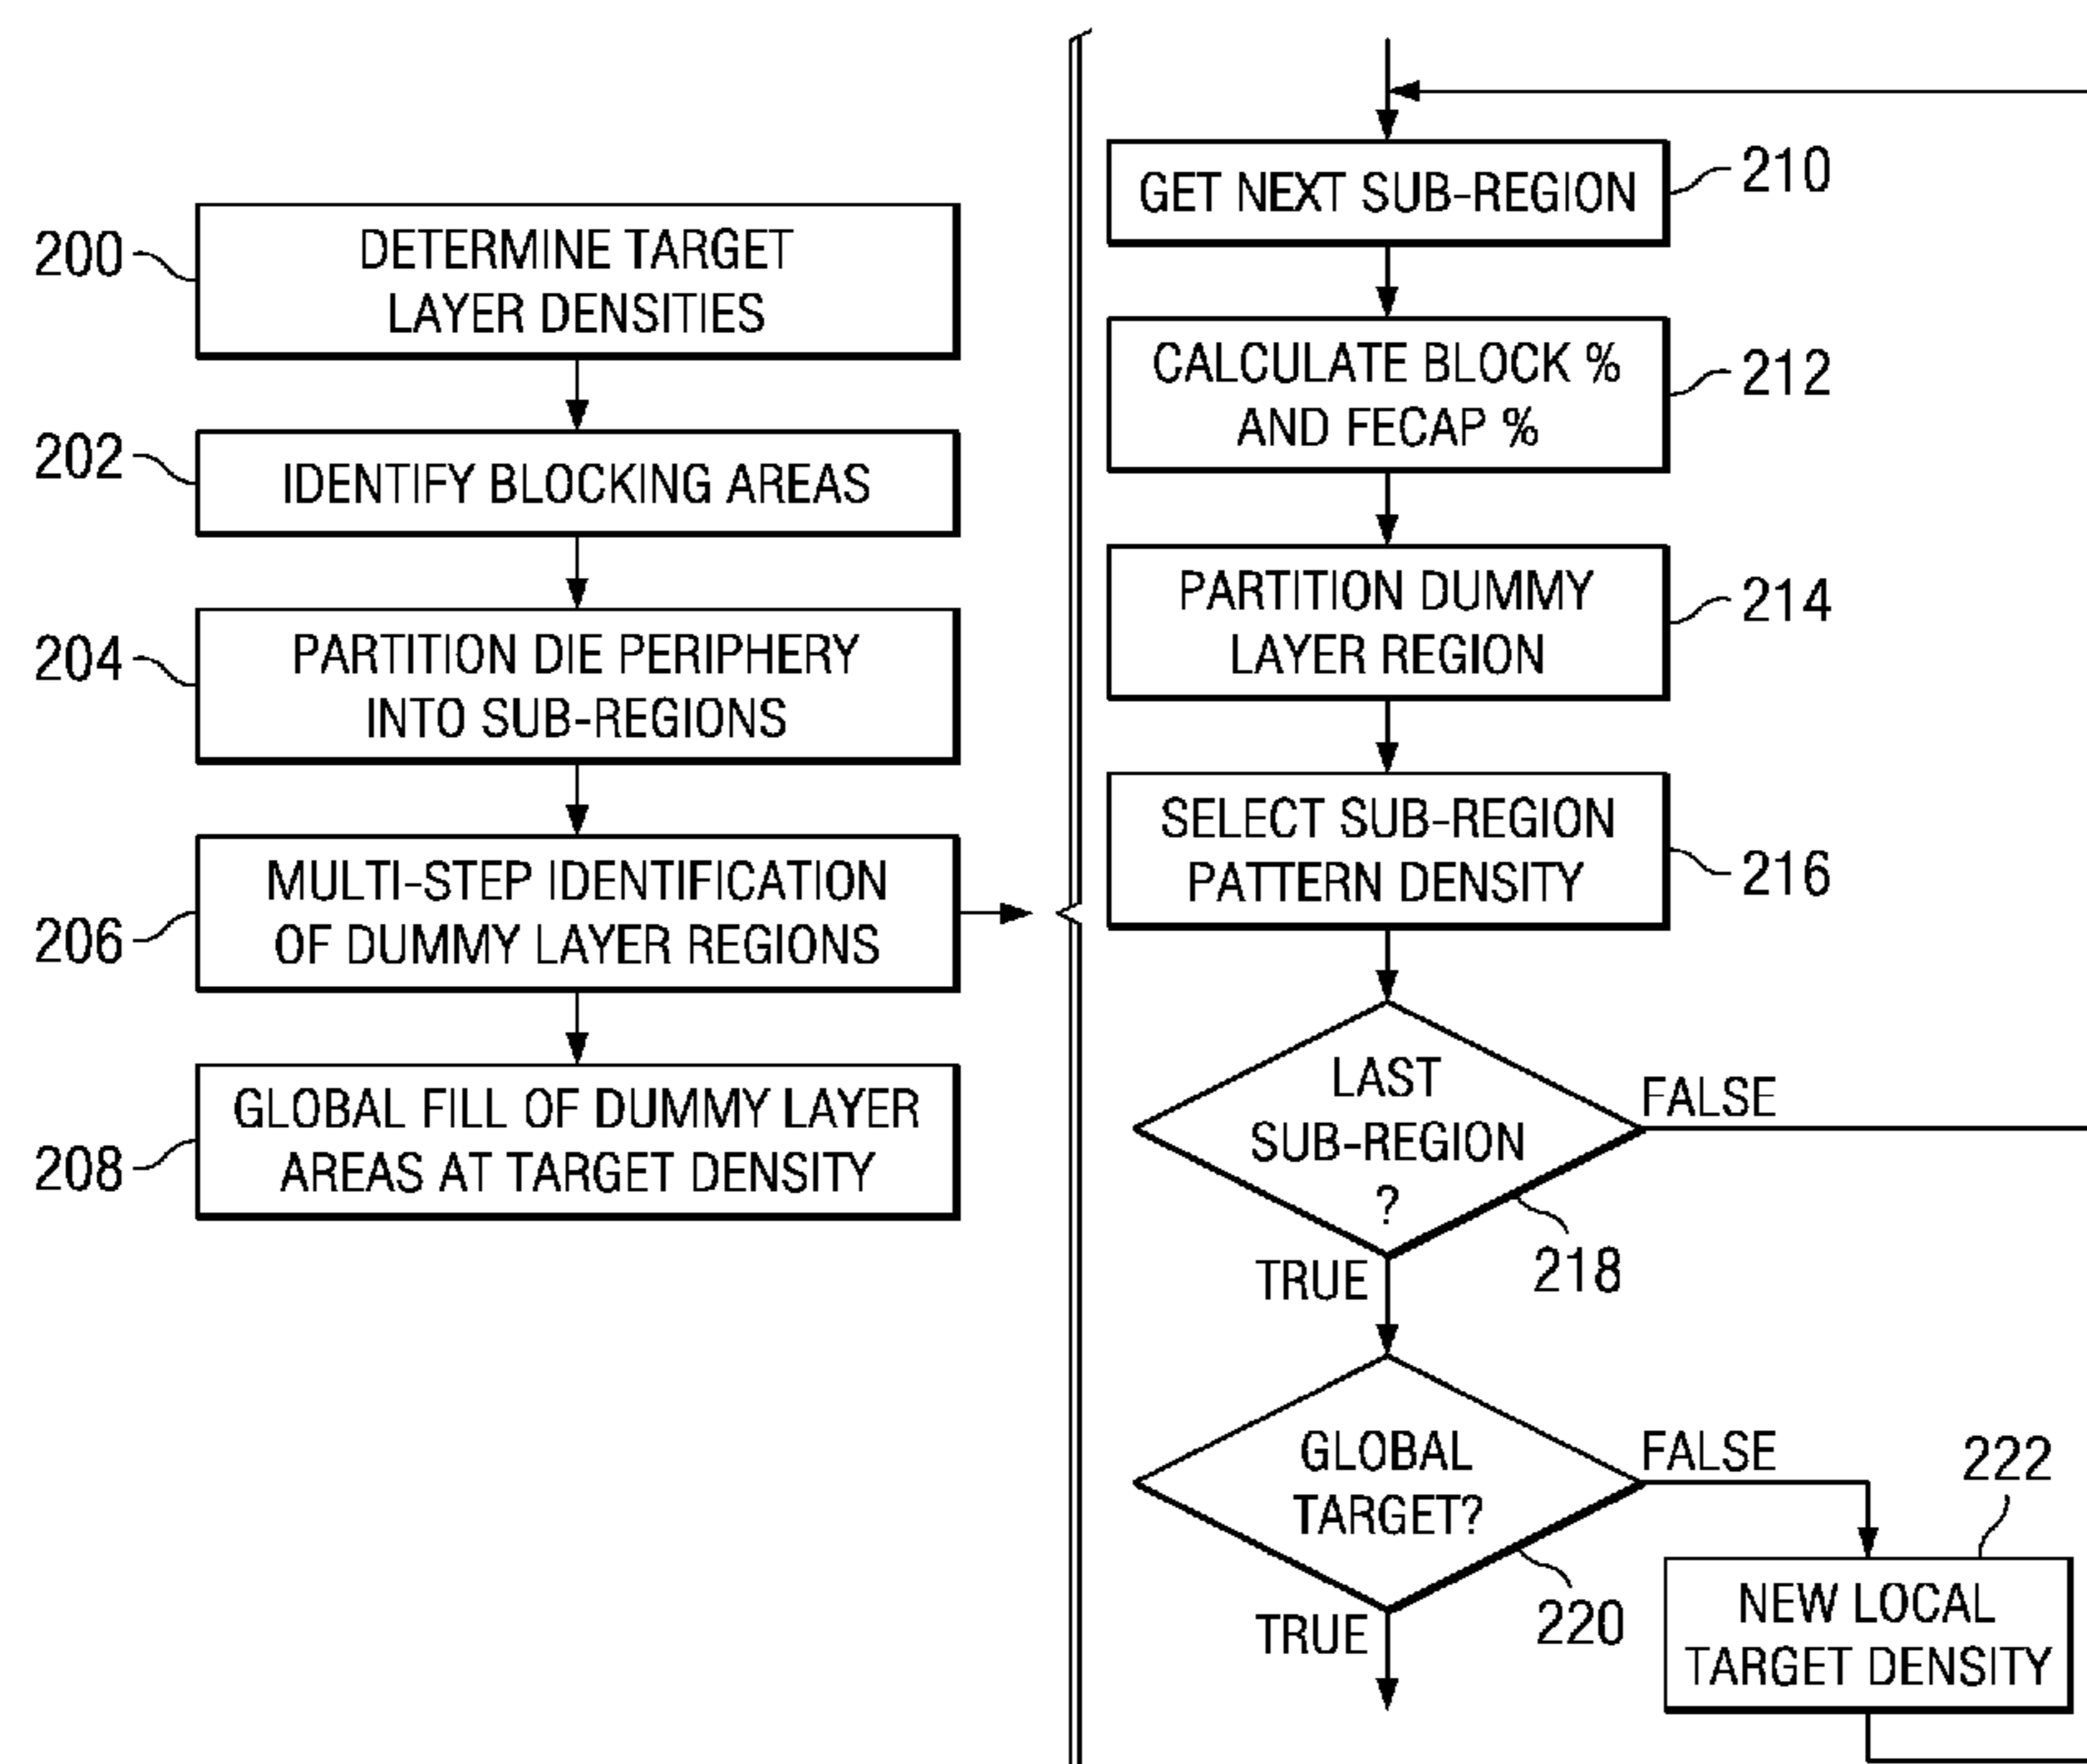 200
DETERMINE TARGET
LAYER DENSITIES
202
IDENTIFY BLOCKING AREAS
204
PARTITION DIE PERIPHERY
INTO SUB-REGIONS
206
MULTI-STEP IDENTIFICATION
OF DUMMY LAYER REGIONS
208
GLOBAL FILL OF DUMMY LAYER
AREAS AT TARGET DENSITY
GET NEXT SUB-REGION
210
CALCULATE BLOCK %
AND FECAP %
212
PARTITION DUMMY
LAYER REGION
214
SELECT SUB-REGION
PATTERN DENSITY
216
LAST
SUB-REGION
?
FALSE
218
TRUE
GLOBAL
TARGET?
FALSE
220
TRUE
222
NEW LOCAL
TARGET DENSITY